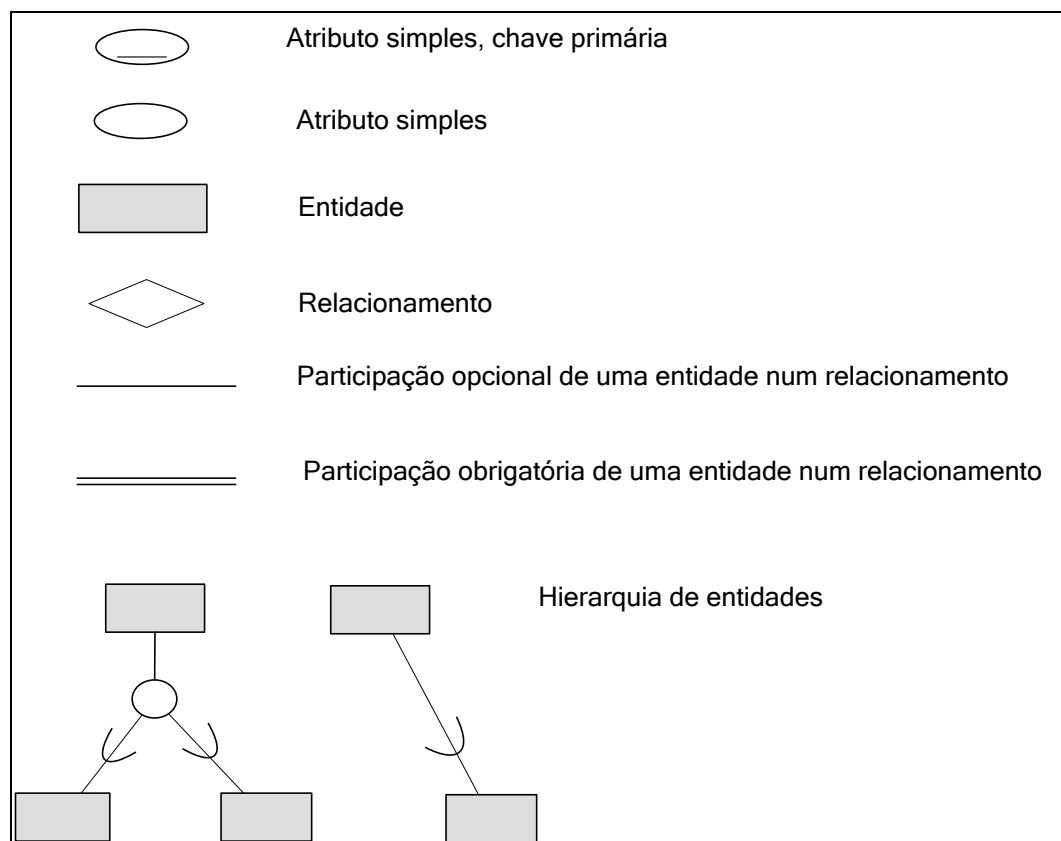 Atributo simples, chave primária
Atributo simples
Entidade
Relacionamento
Participação opcional de uma entidade num relacionamento
Participação obrigatória de uma entidade num relacionamento
Hierarquia de entidades